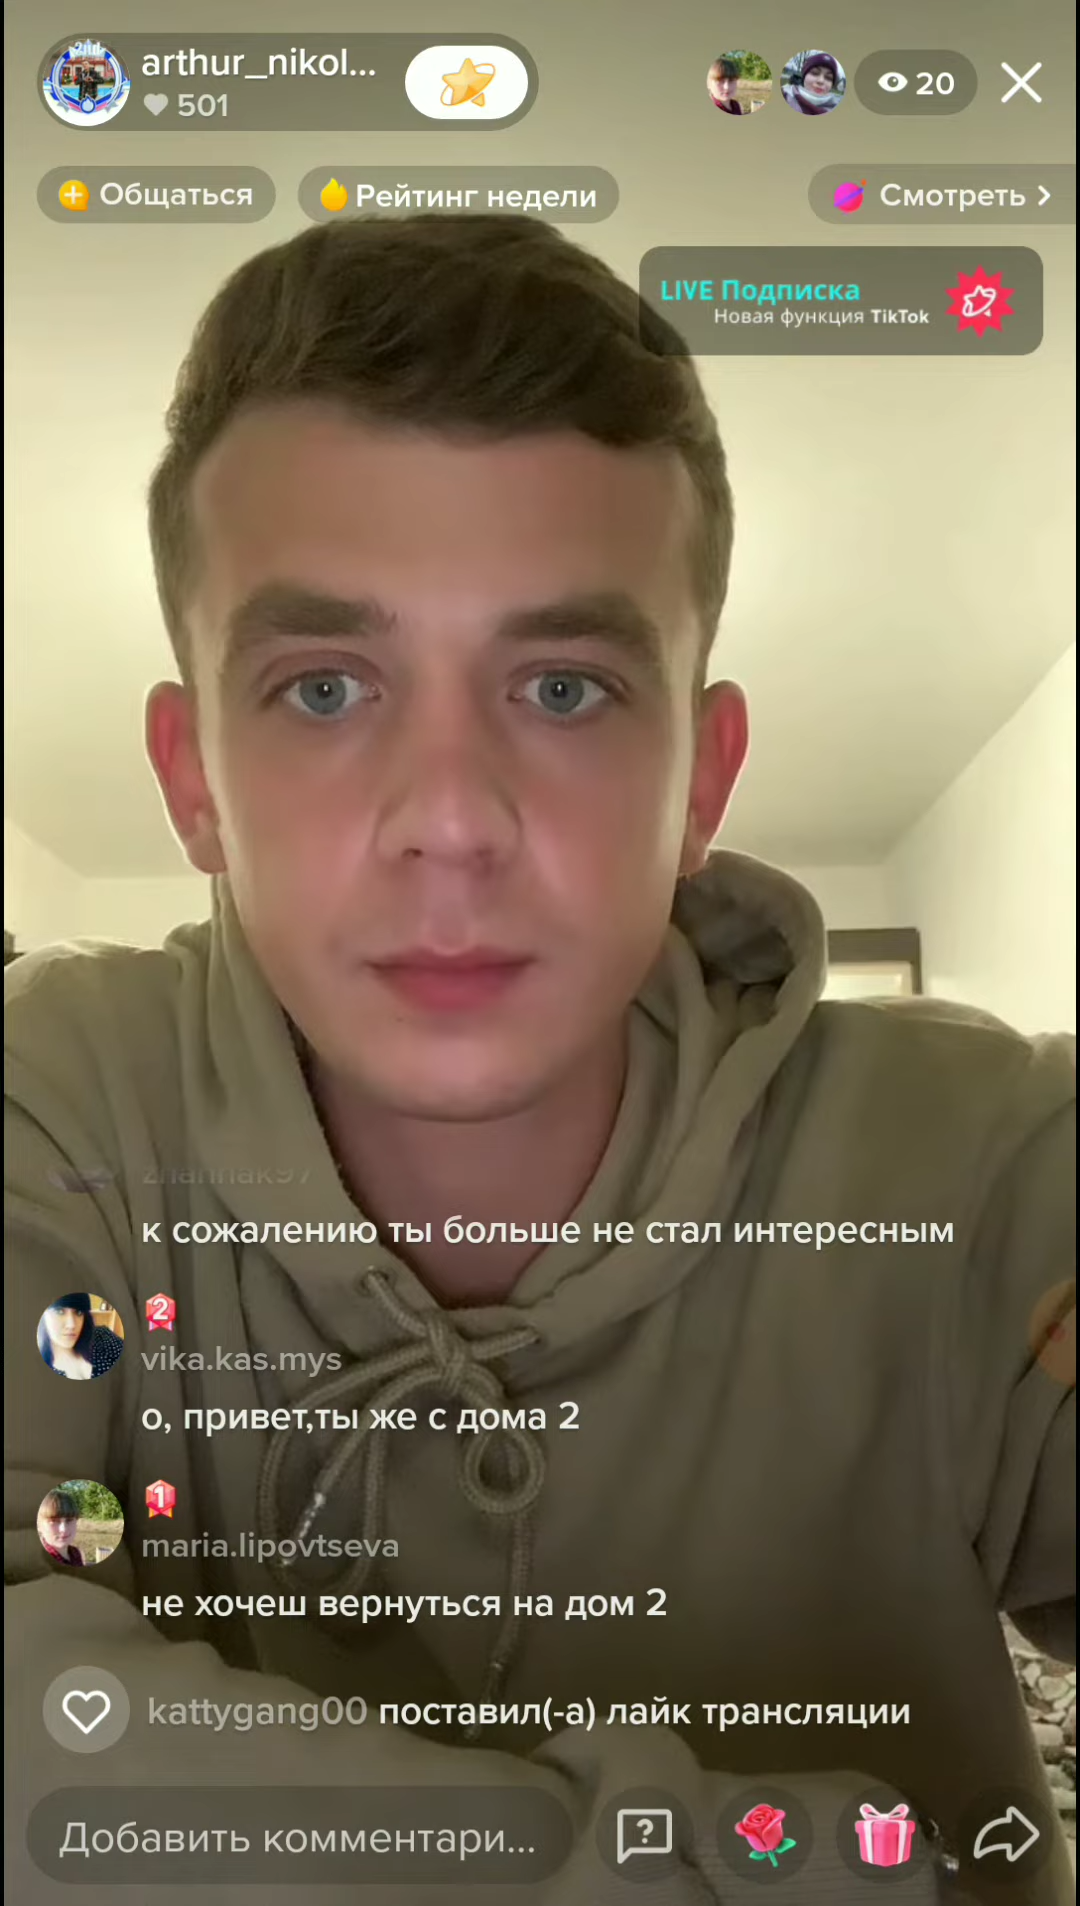 arthur_nikol...
501
20
Общаться
Рейтинг недели
Смотреть >
LIVE Подписка
Новая функция TikTok
zhannak97
к сожалению ты больше не стал интересным
2
vika.kas.mys
о, привет,ты же с дома 2
1
maria.lipovtseva
не хочеш вернуться на дом 2
kattygang00 поставил(-а) лайк трансляции
Добавить комментари...
?